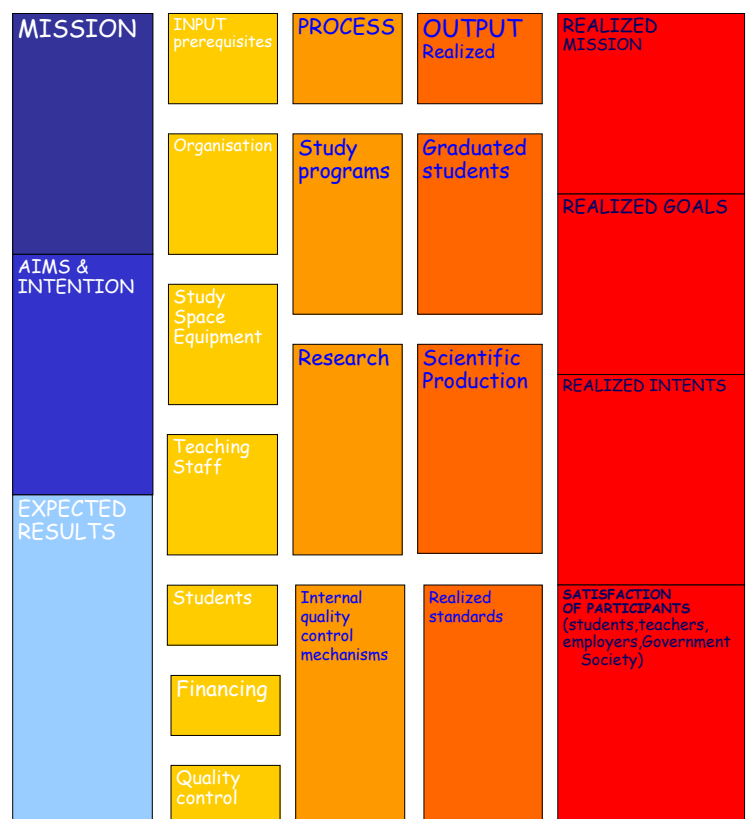 MISSION
AIMS &
INTENTION
EXPECTED
RESULTS
INPUT
prerequisites
Organisation
Study
Space
Equipment
Teaching
Staff
Students
Financing
Quality
control
PROCESS
Study
programs
Research
Internal
quality
control
mechanisms
OUTPUT
Realized
Graduated
students
Scientific
Production
Realized
standards
REALIZED
MISSION
REALIZED GOALS
REALIZED INTENTS
SATISFACTION
OF PARTICIPANTS
(students,teachers,
employers,Government
Society)